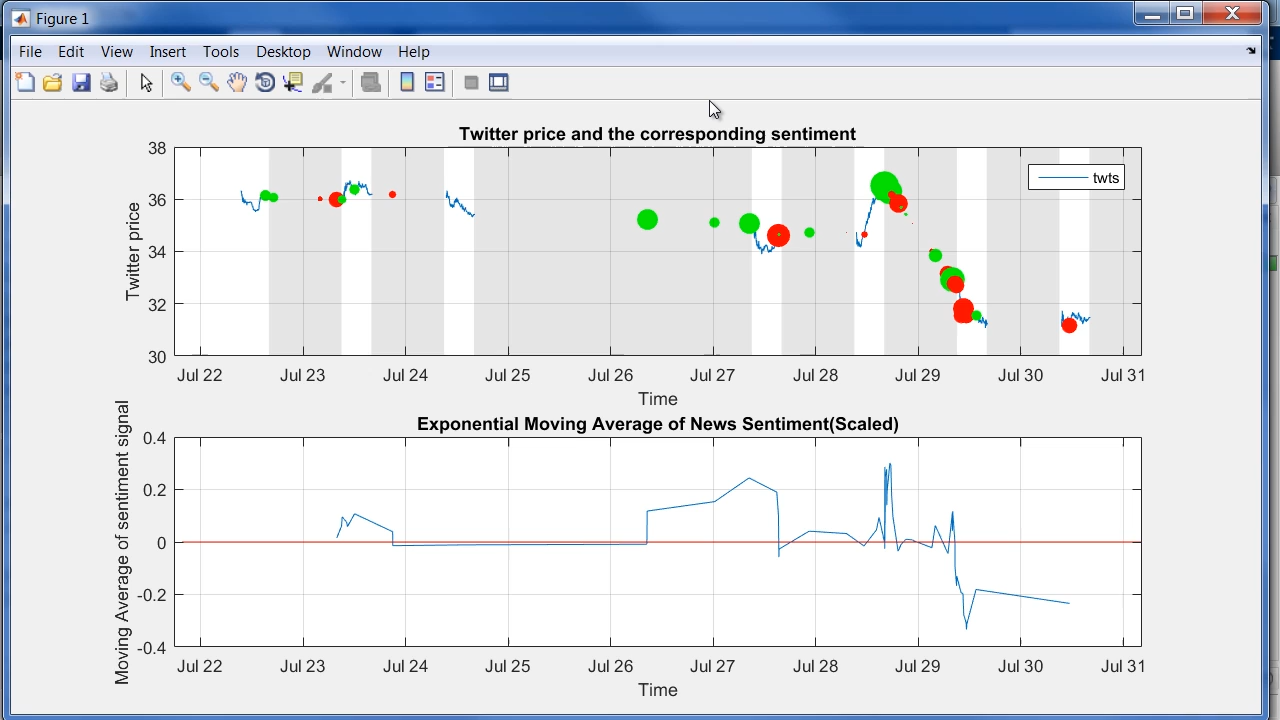 Figure 1
File Edit View Insert Tools Desktop Window Help
Twitter price and the corresponding sentiment
Twitter price
38
36
34
32
30
twts
Jul 22 Jul 23 Jul 24 Jul 25 Jul 26 Jul 27 Jul 28 Jul 29 Jul 30 Jul 31
Time
Exponential Moving Average of News Sentiment(Scaled)
Moving Average of sentiment signal
0.4
0.2
0
-0.2
-0.4
Jul 22 Jul 23 Jul 24 Jul 25 Jul 26 Jul 27 Jul 28 Jul 29 Jul 30 Jul 31
Time